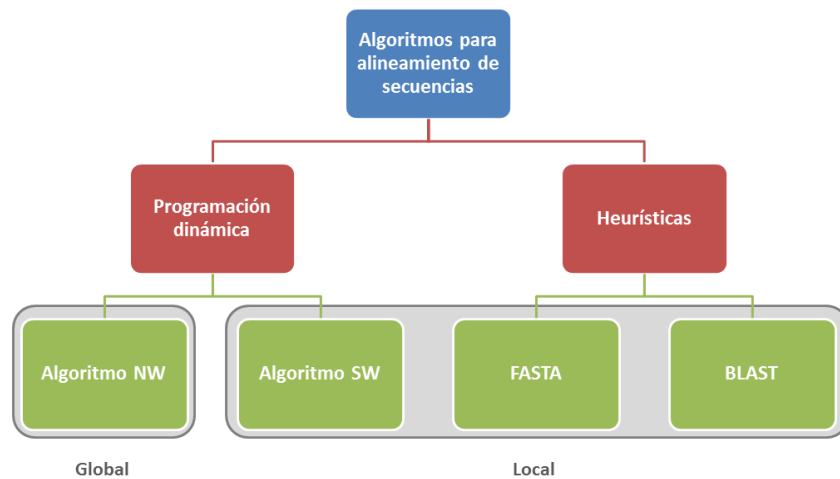 Algoritmos para
alineamiento de
secuencias
Programación
dinámica
Heurísticas
Algoritmo NW
Algoritmo SW
FASTA
BLAST
Global
Local